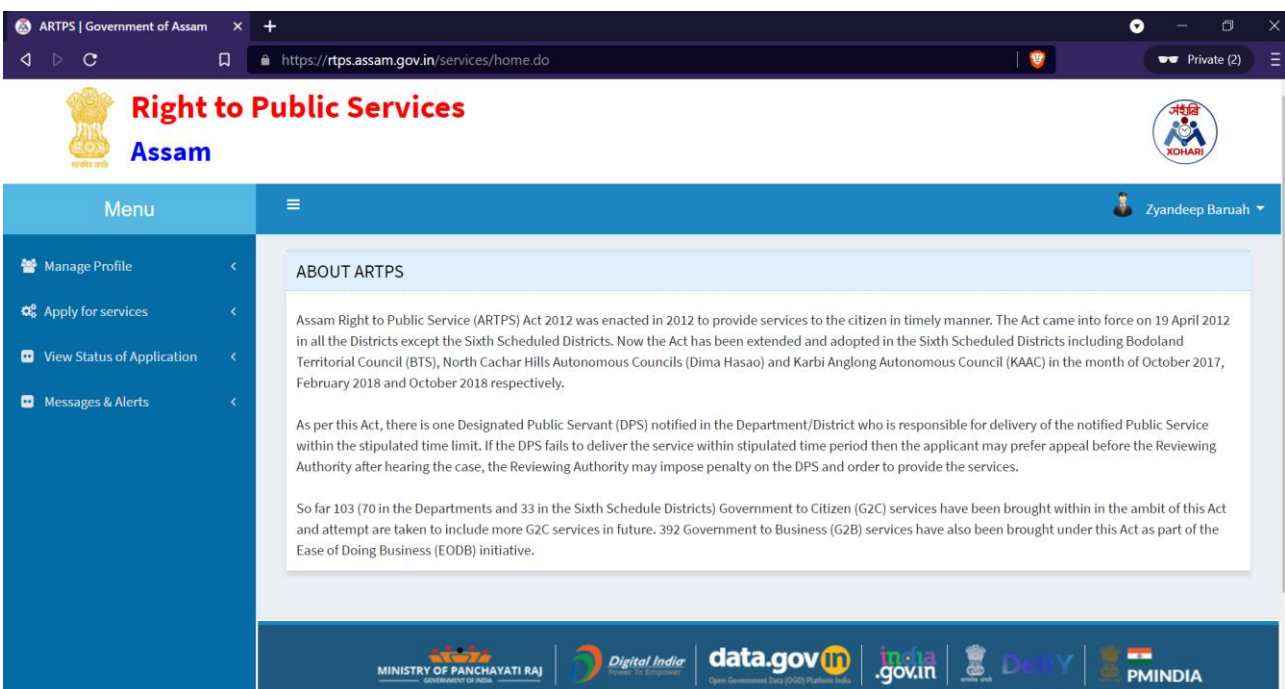 ARTPS | Government of Assam
https://rtps.assam.gov.in/services/home.do
Private (2)
Right to Public Services
Assam
सत्यमेव जयते
XOHARI
Menu
Zyandeep Baruah
Manage Profile
Apply for services
View Status of Application
Messages & Alerts
ABOUT ARTPS
Assam Right to Public Service (ARTPS) Act 2012 was enacted in 2012 to provide services to the citizen in timely manner. The Act came into force on 19 April 2012
in all the Districts except the Sixth Scheduled Districts. Now the Act has been extended and adopted in the Sixth Scheduled Districts including Bodoland
Territorial Council (BTS), North Cachar Hills Autonomous Councils (Dima Hasao) and Karbi Anglong Autonomous Council (KAAC) in the month of October 2017,
February 2018 and October 2018 respectively.
As per this Act, there is one Designated Public Servant (DPS) notified in the Department/District who is responsible for delivery of the notified Public Service
within the stipulated time limit. If the DPS fails to deliver the service within stipulated time period then the applicant may prefer appeal before the Reviewing
Authority after hearing the case, the Reviewing Authority may impose penalty on the DPS and order to provide the services.
So far 103 (70 in the Departments and 33 in the Sixth Schedule Districts) Government to Citizen (G2C) services have been brought within in the ambit of this Act
and attempt are taken to include more G2C services in future. 392 Government to Business (G2B) services have also been brought under this Act as part of the
Ease of Doing Business (EODB) initiative.
MINISTRY OF PANCHAYATI RAJ
GOVERNMENT OF INDIA
Digital India
Power To Empower
data.gov in
Open Government Data (OGD) Platform India
india
.gov.in
DeitY
PMINDIA